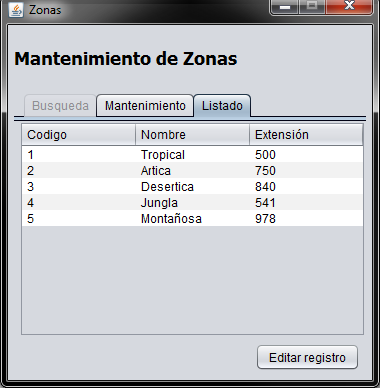 Zonas
Mantenimiento de Zonas
Busqueda Mantenimiento Listado
Codigo Nombre Extensión
1 Tropical 500
2 Artica 750
3 Desertica 840
4 Jungla 541
5 Montañosa 978
Editar registro